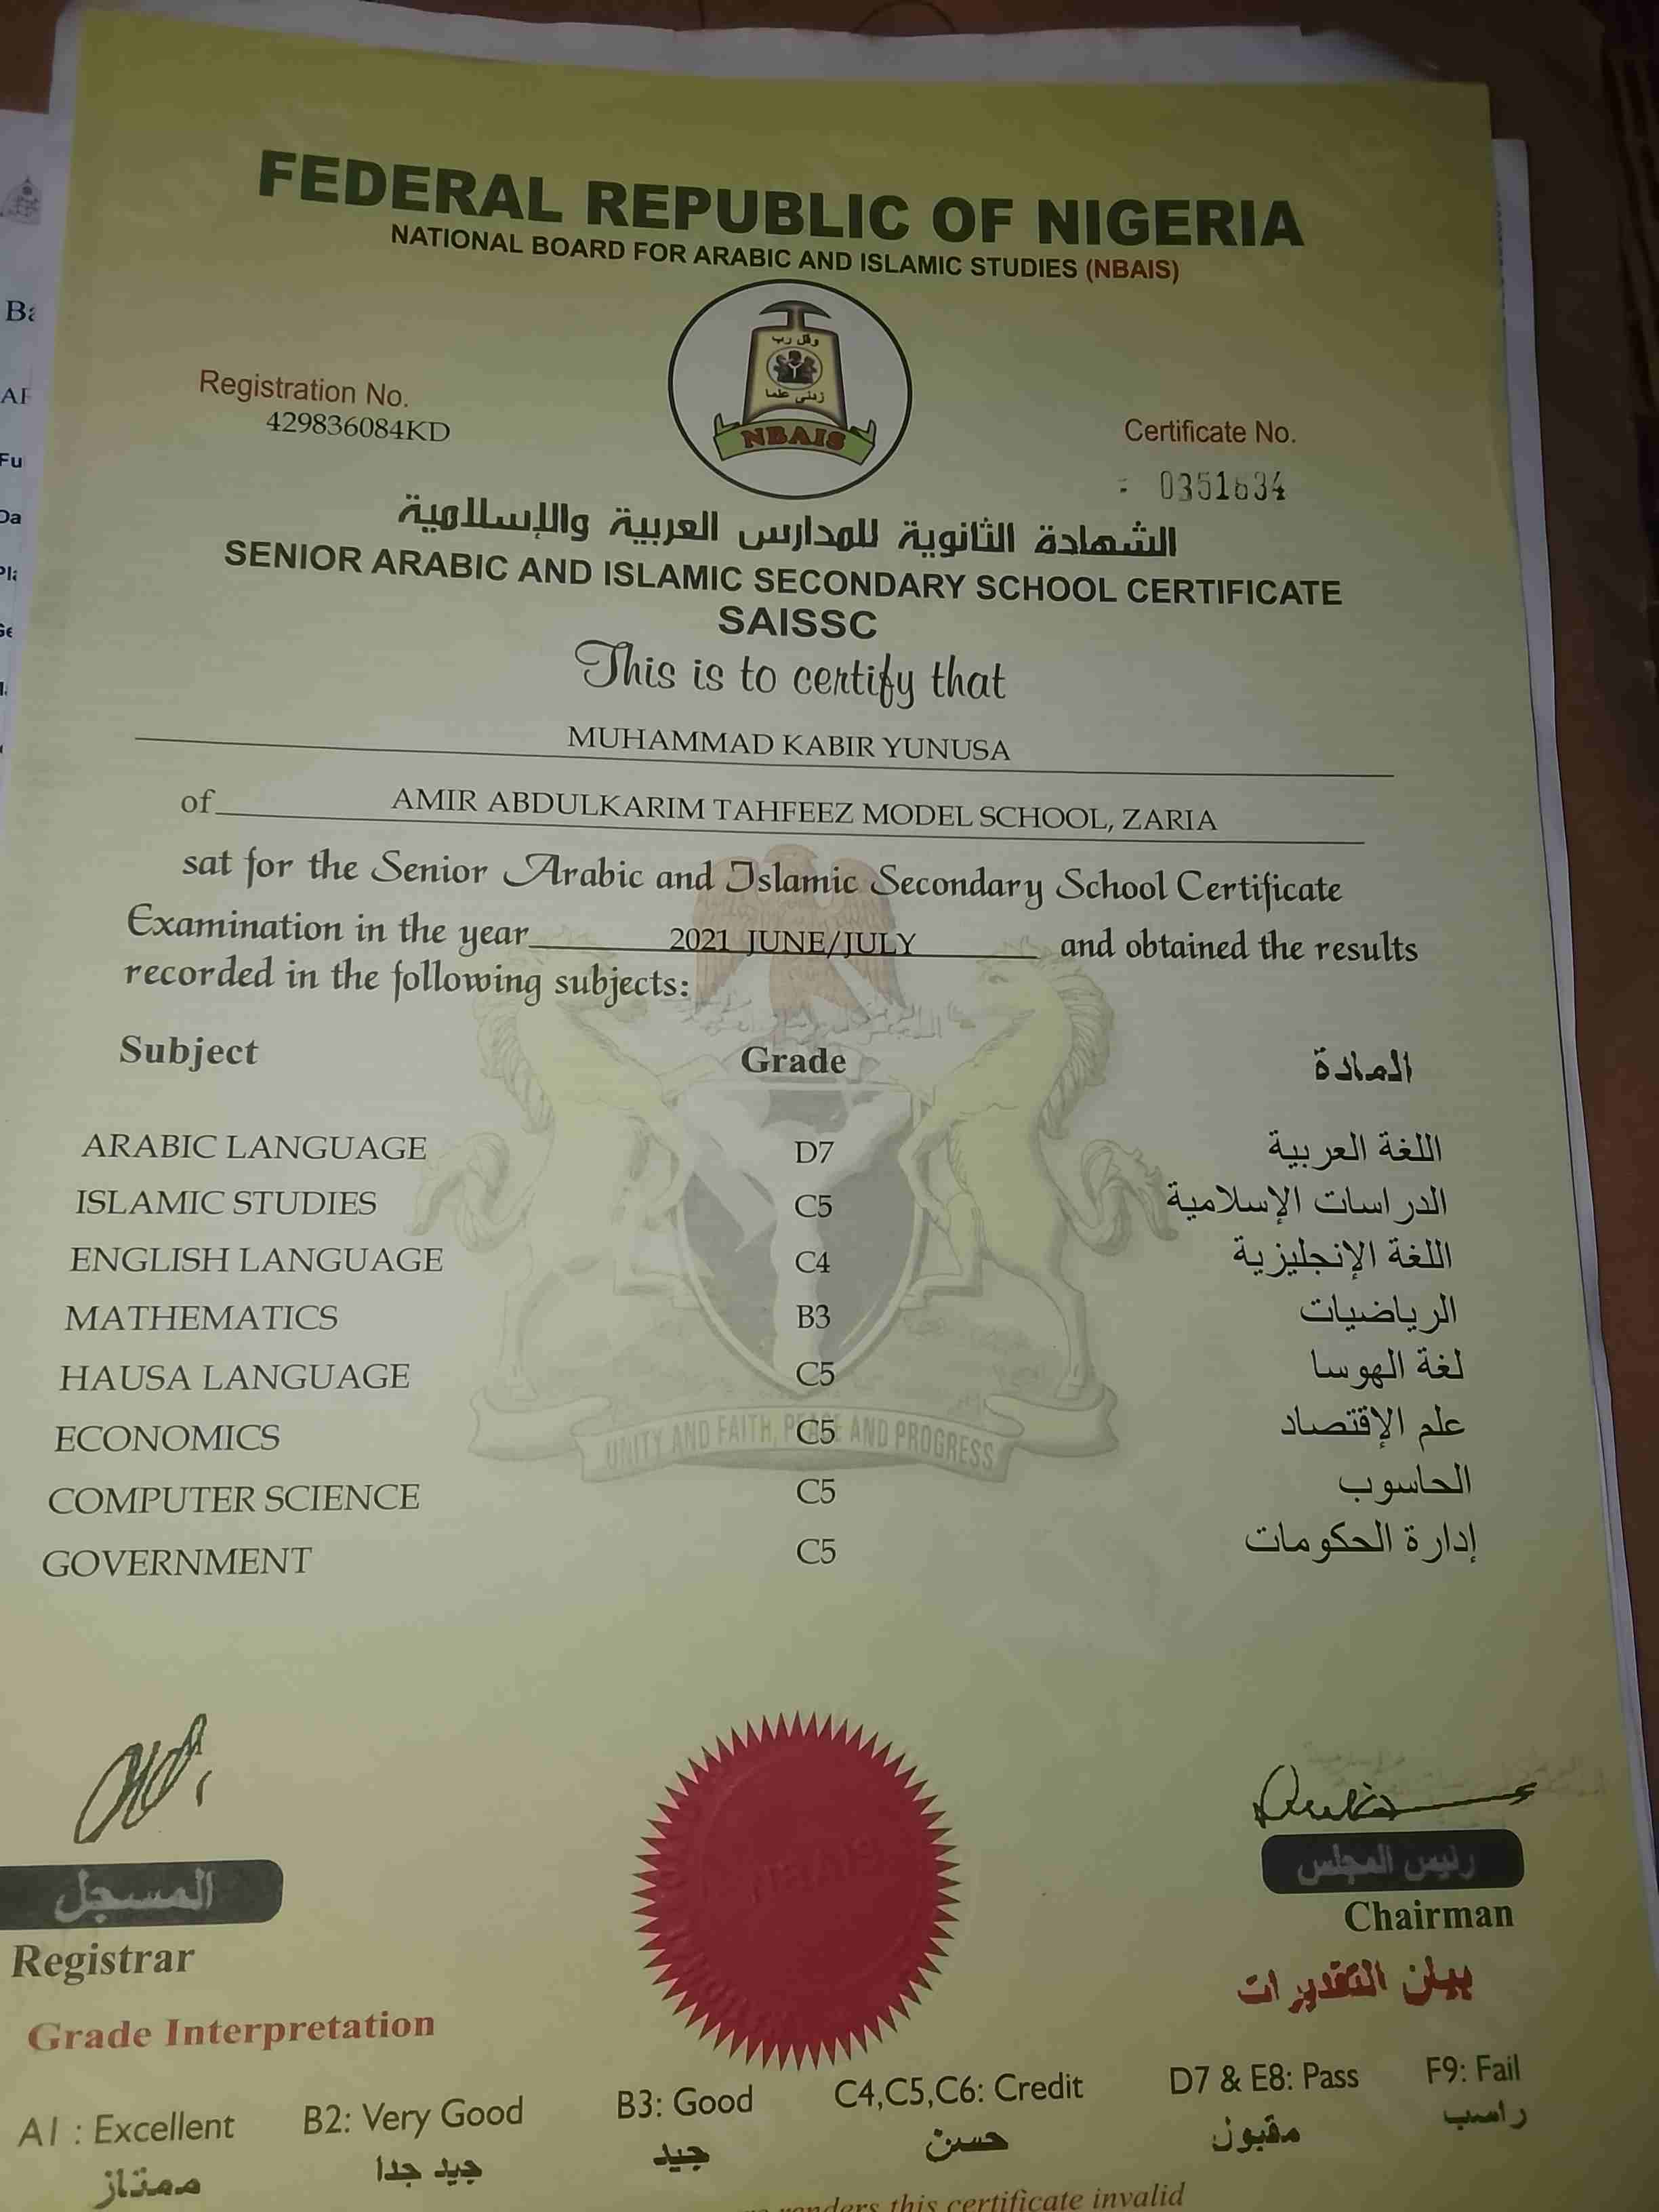 FEDERAL REPUBLIC OF NIGERIA
NATIONAL BOARD FOR ARABIC AND ISLAMIC STUDIES (NBAIS)
وقل رب
زدني علما
NBAIS
Registration No.
429836084KD
Certificate No.
0351634
الشهادة الثانوية للمدارس العربية والإسلامية
SENIOR ARABIC AND ISLAMIC SECONDARY SCHOOL CERTIFICATE
SAISSC
This is to certify that
MUHAMMAD KABIR YUNUSA
of AMIR ABDULKARIM TAHFEEZ MODEL SCHOOL, ZARIA
sat for the Senior Arabic and Islamic Secondary School Certificate
Examination in the year 2021 JUNE/JULY and obtained the results
recorded in the following subjects:
Subject Grade المادة
ARABIC LANGUAGE D7 اللغة العربية
ISLAMIC STUDIES C5 الدراسات الإسلامية
ENGLISH LANGUAGE C4 اللغة الإنجليزية
MATHEMATICS B3 الرياضيات
HAUSA LANGUAGE C5 لغة الهوسا
ECONOMICS C5 علم الإقتصاد
UNITY AND FAITH, PEACE AND PROGRESS
COMPUTER SCIENCE C5 الحاسوب
GOVERNMENT C5 إدارة الحكومات
المسجل
Registrar
رئيس المجلس
Chairman
Grade Interpretation
بيان التقديرات
A1 : Excellent B2: Very Good B3: Good C4,C5,C6: Credit D7 & E8: Pass F9: Fail
ممتاز جيد جدا جيد حسن مقبول راسب
renders this certificate invalid